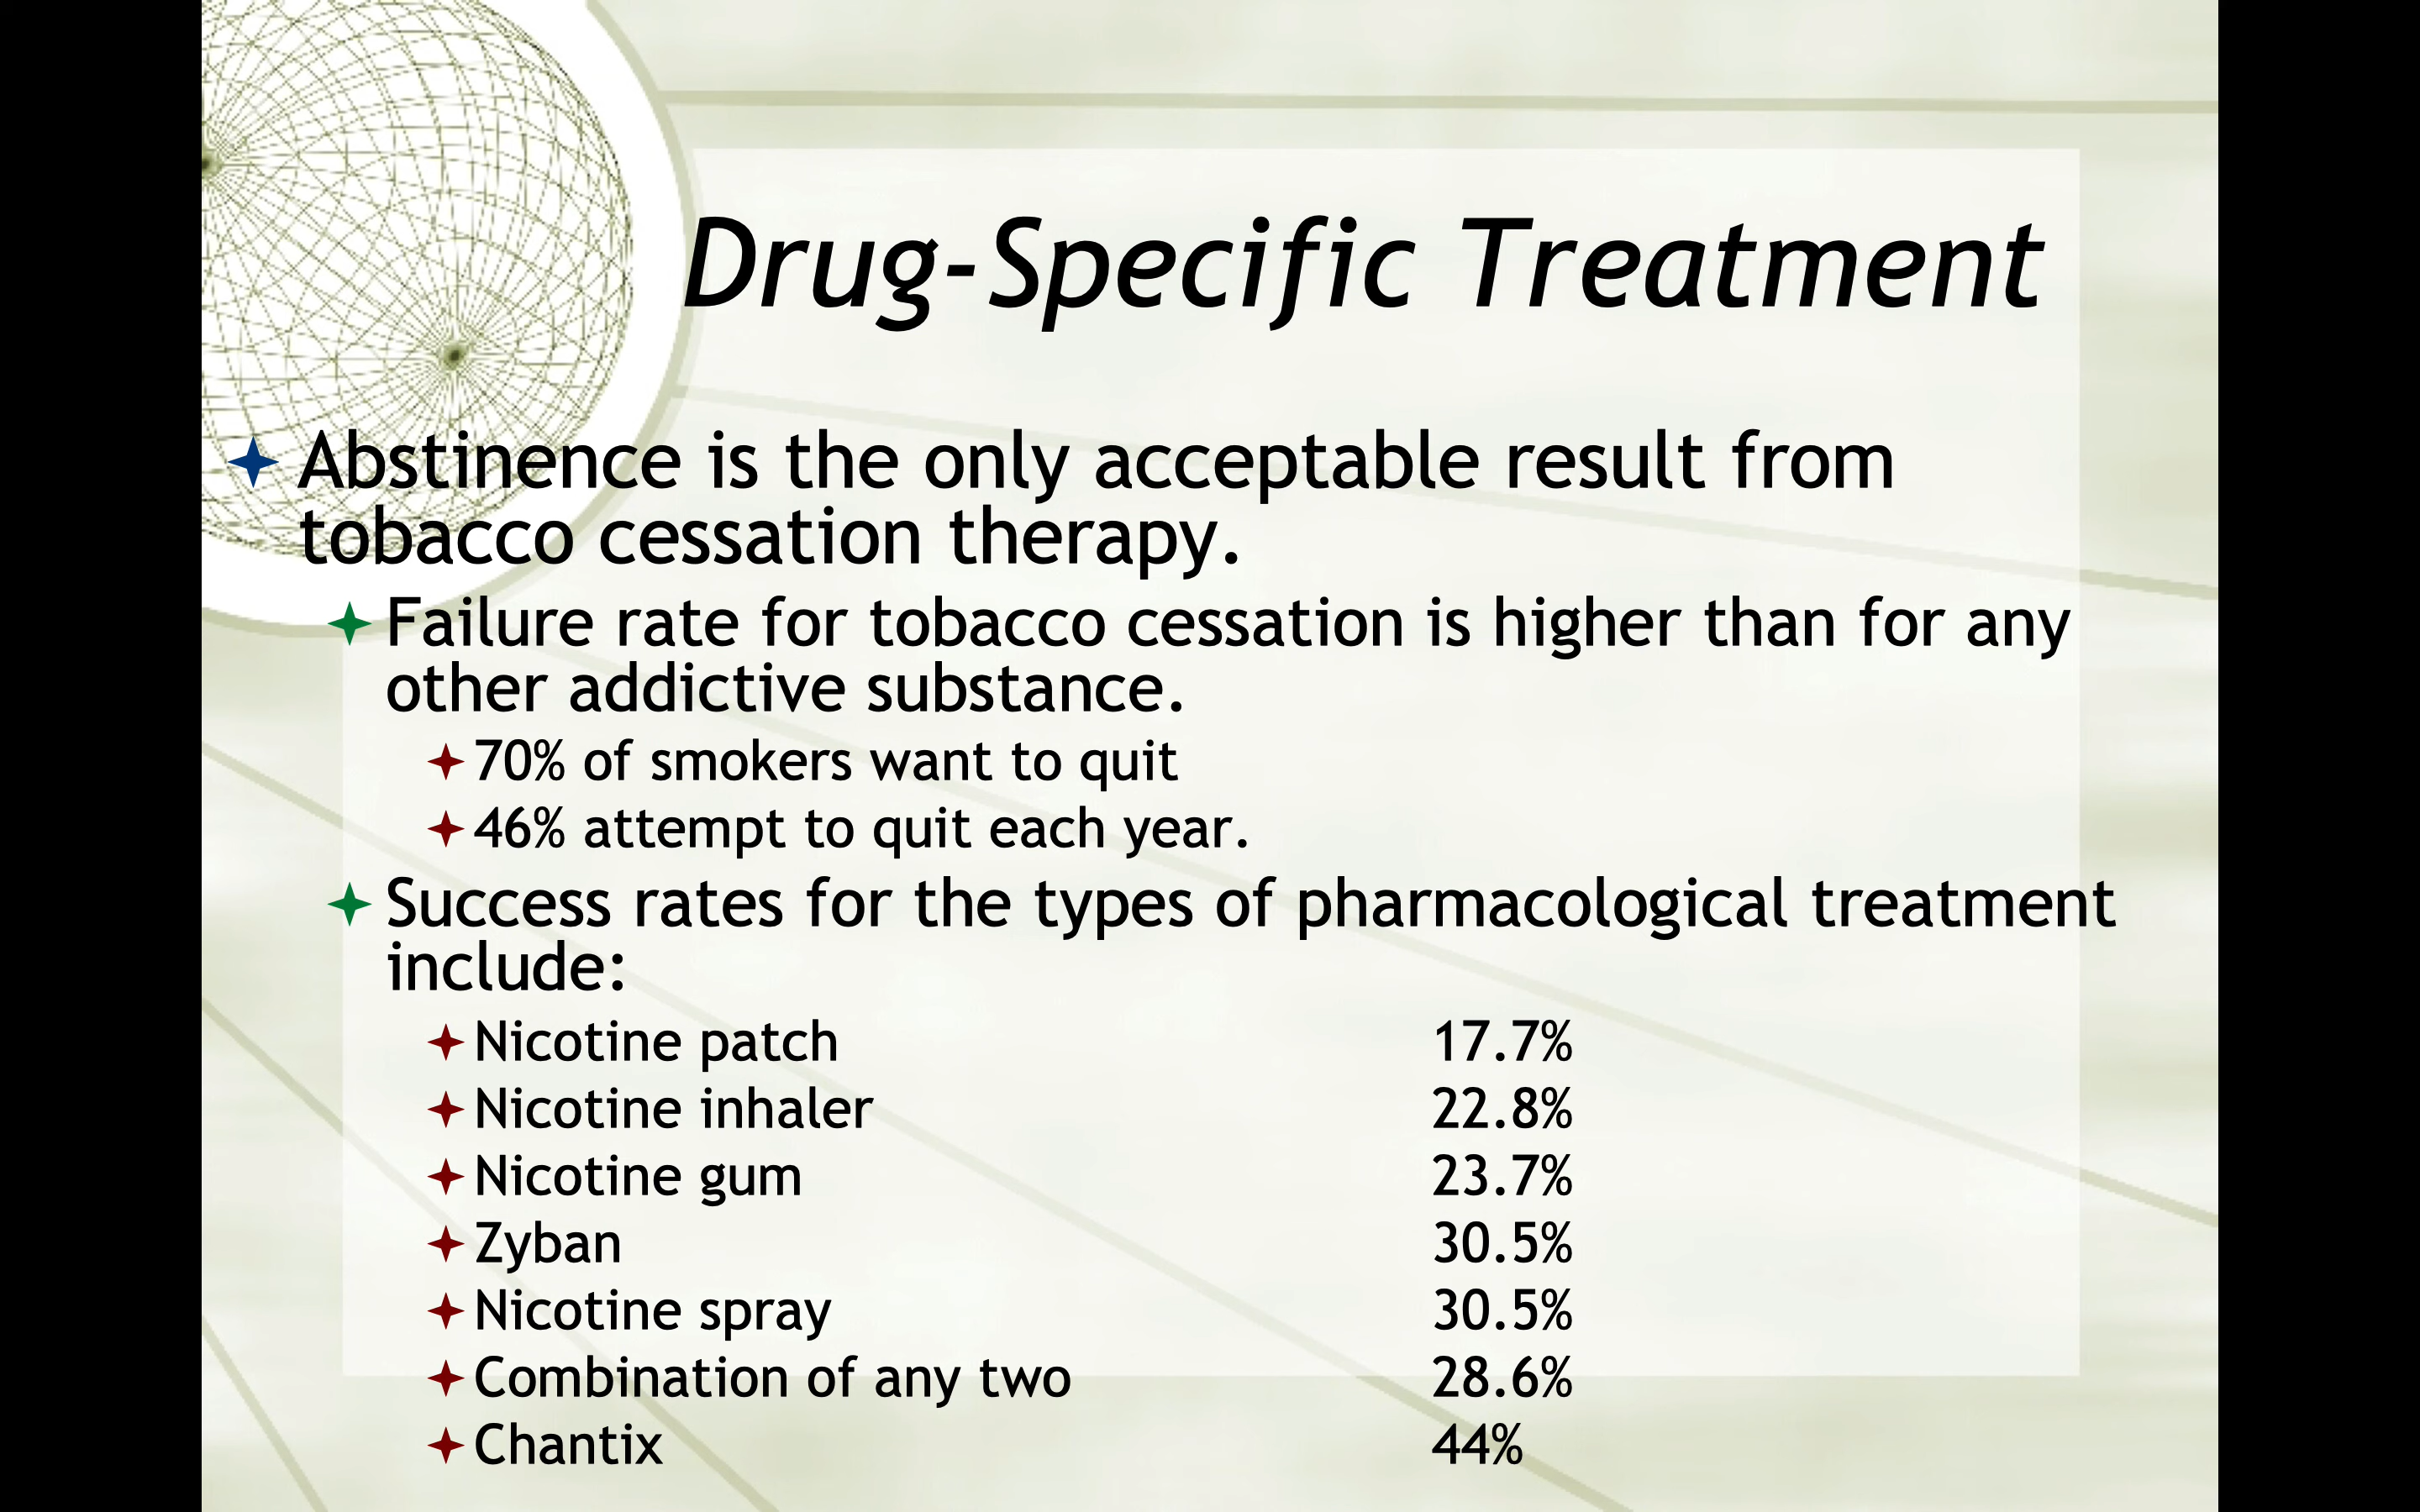 Drug-Specific Treatment
Abstinence is the only acceptable result from
tobacco cessation therapy.
Failure rate for tobacco cessation is higher than for any
other addictive substance.
70% of smokers want to quit
46% attempt to quit each year.
Success rates for the types of pharmacological treatment
include:
Nicotine patch 17.7%
Nicotine inhaler 22.8%
Nicotine gum 23.7%
Zyban 30.5%
Nicotine spray 30.5%
Combination of any two 28.6%
Chantix 44%